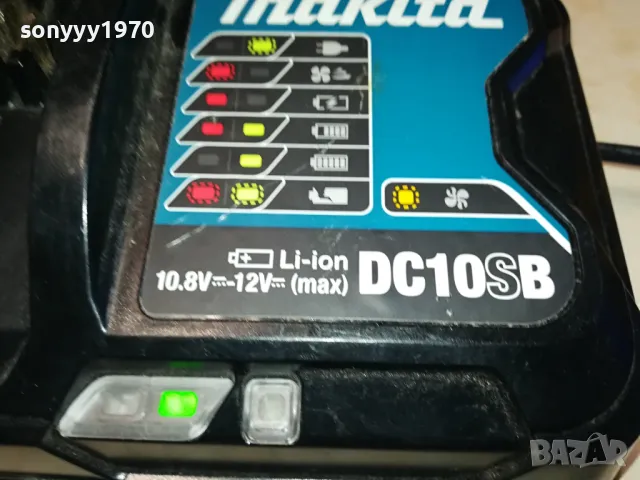 sonyyy1970
makita
Li-ion
10.8V⎓-12V⎓ (max) DC10SB
BAZAR